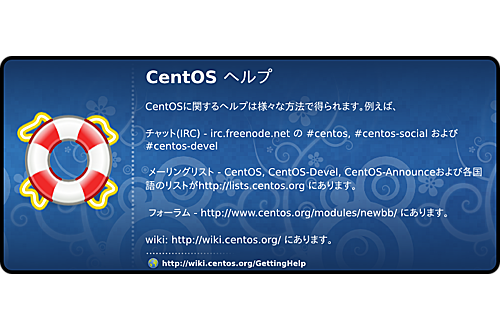 CentOS ヘルプ
CentOSに関するヘルプは様々な方法で得られます。例えば、
チャット(IRC) - irc.freenode.net の #centos, #centos-social および
#centos-devel
メーリングリスト - CentOS, CentOS-Devel, CentOS-Announceおよび各国
語のリストがhttp://lists.centos.org にあります。
フォーラム - http://www.centos.org/modules/newbb/ にあります。
wiki: http://wiki.centos.org/ にあります。
http://wiki.centos.org/GettingHelp